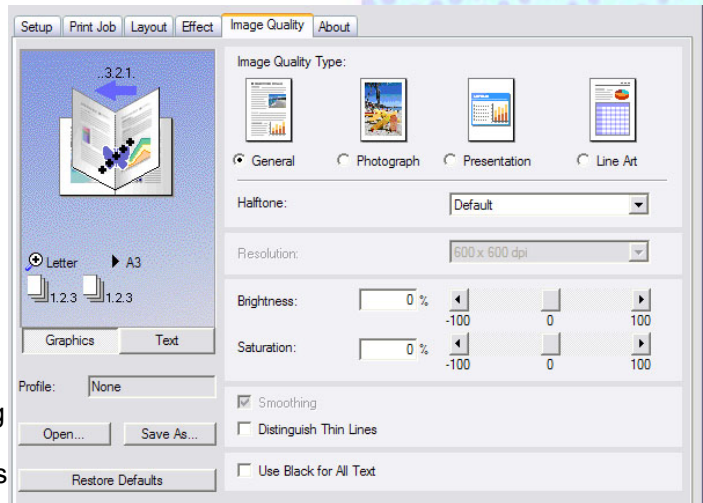 Setup Print Job Layout Effect Image Quality About
..3.2.1.
Letter A3
1.2.3 1.2.3
Graphics Text
Profile: None
Open... Save As...
Restore Defaults
g
s
Image Quality Type:
General Photograph Presentation Line Art
Halftone: Default
Resolution: 600 x 600 dpi
Brightness: 0 %
-100 0 100
Saturation: 0 %
-100 0 100
Smoothing
Distinguish Thin Lines
Use Black for All Text